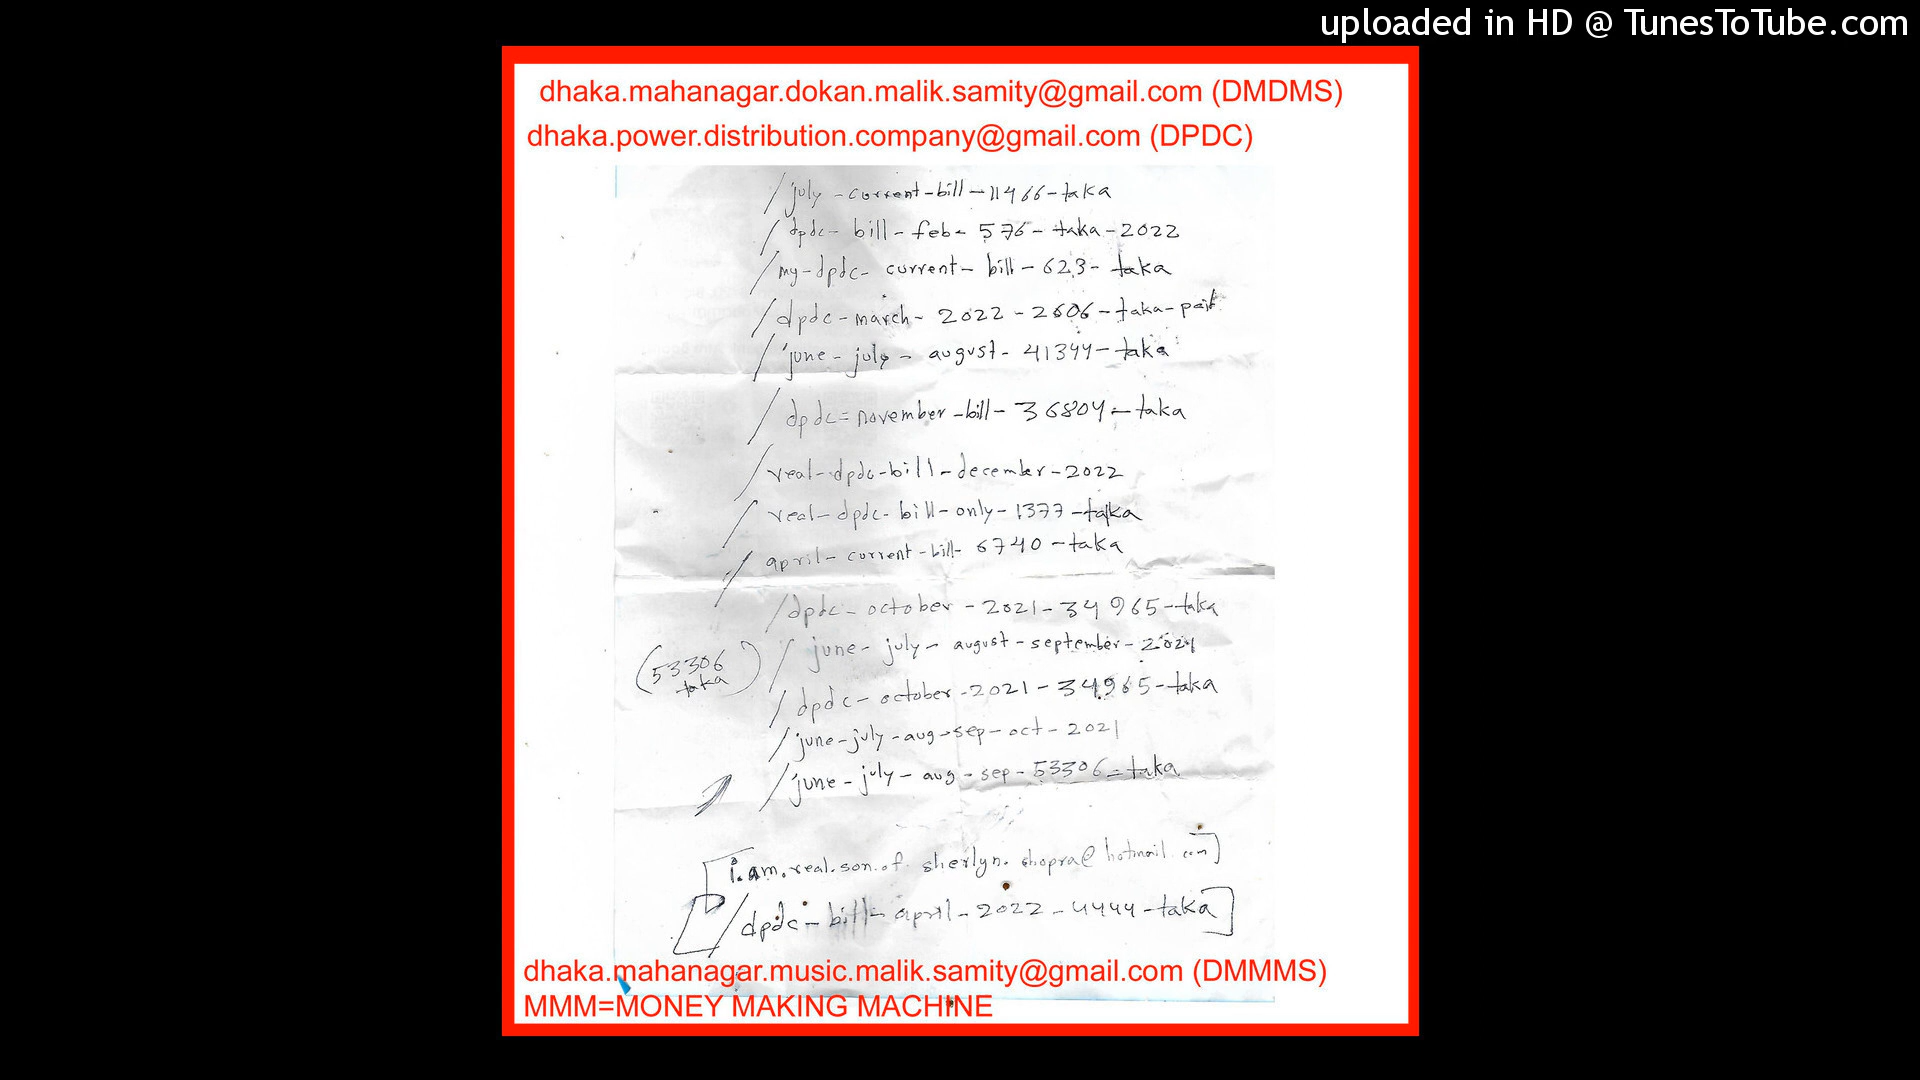 uploaded in HD @ TunesToTube.com
dhaka.mahanagar.dokan.malik.samity@gmail.com (DMDMS)
dhaka.power.distribution.company@gmail.com (DPDC)
/july-current-bill-11466-taka
/dpdc-bill-feb-576-taka-2022
/my-dpdc-current-bill-623-taka
/dpdc-march-2022-2606-taka-paid
/june-july-august-41344-taka
/dpdc=november-bill-36804-taka
/real-dpdc-bill-december-2022
/real-dpdc-bill-only-1377-taka
/april-current-bill-6740-taka
/dpdc-october-2021-34965-taka
(53306 taka) /june-july-august-september-2021
/dpdc-october-2021-34965-taka
/june-july-aug-sep-oct-2021
/june-july-aug-sep-53306=taka
[i.am.real.son.of.sherlyn.chopra@hotmail.com]
[/dpdc-bill-april-2022-4444-taka]
dhaka.mahanagar.music.malik.samity@gmail.com (DMMMS)
MMM=MONEY MAKING MACHINE